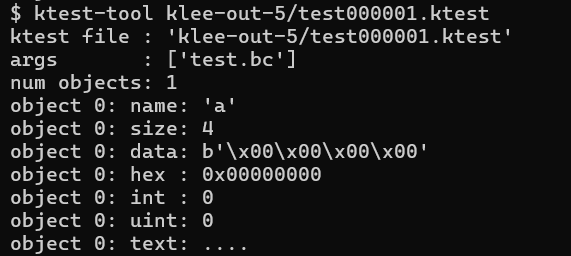 $ ktest-tool klee-out-5/test000001.ktest
ktest file : 'klee-out-5/test000001.ktest'
args       : ['test.bc']
num objects: 1
object 0: name: 'a'
object 0: size: 4
object 0: data: b'\x00\x00\x00\x00'
object 0: hex : 0x00000000
object 0: int : 0
object 0: uint: 0
object 0: text: ....